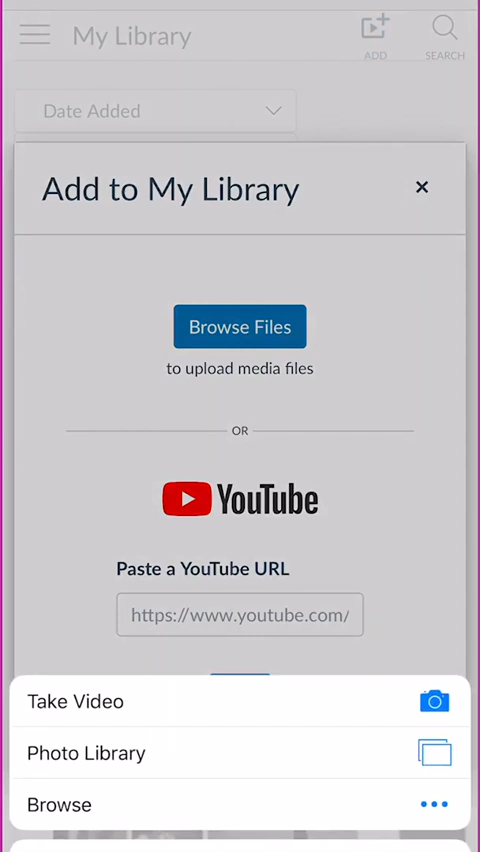 My Library
ADD
SEARCH
Date Added
Add to My Library
×
Browse Files
to upload media files
OR
YouTube
Paste a YouTube URL
https://www.youtube.com/
Take Video
Photo Library
Browse